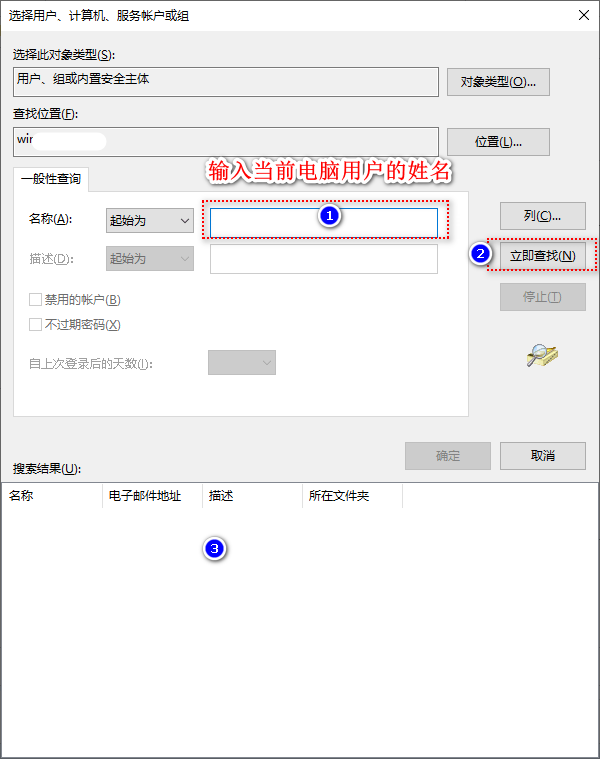 选择用户、计算机、服务帐户或组
选择此对象类型(S):
用户、组或内置安全主体
对象类型(O)...
查找位置(F):
win
位置(L)...
输入当前电脑用户的姓名
一般性查询
名称(A):
起始为
1
列(C)...
描述(D):
起始为
2
立即查找(N)
禁用的帐户(B)
停止(T)
不过期密码(X)
自上次登录后的天数(I):
确定
取消
搜索结果(U):
名称 电子邮件地址 描述 所在文件夹
3